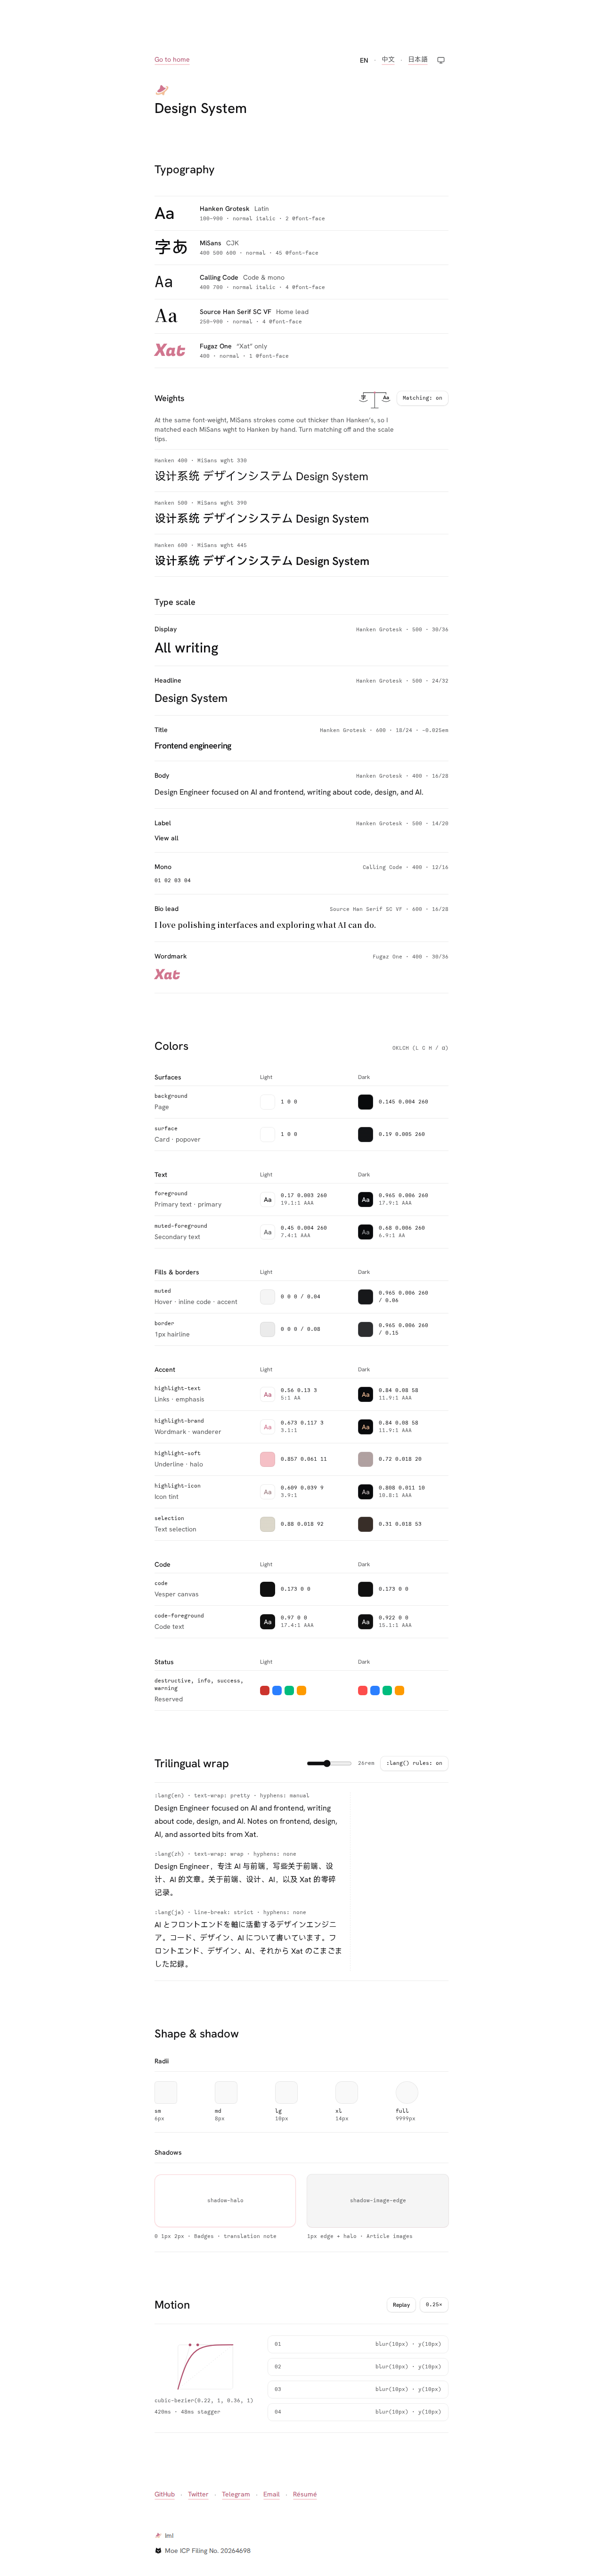 Go to home
EN · 中文 · 日本語
Design System
Typography
Aa
Hanken Grotesk Latin
100–900 · normal italic · 2 @font-face
字あ
MiSans CJK
400 500 600 · normal · 45 @font-face
Aa
Calling Code Code & mono
400 700 · normal italic · 4 @font-face
Aa
Source Han Serif SC VF Home lead
250–900 · normal · 4 @font-face
Xat
Fugaz One "Xat" only
400 · normal · 1 @font-face
Weights
字 Aa
Matching: on
At the same font-weight, MiSans strokes come out thicker than Hanken's, so I
matched each MiSans wght to Hanken by hand. Turn matching off and the scale
tips.
Hanken 400 · MiSans wght 330
设计系统 デザインシステム Design System
Hanken 500 · MiSans wght 390
设计系统 デザインシステム Design System
Hanken 600 · MiSans wght 445
设计系统 デザインシステム Design System
Type scale
Display
Hanken Grotesk · 500 · 30/36
All writing
Headline
Hanken Grotesk · 500 · 24/32
Design System
Title
Hanken Grotesk · 600 · 18/24 · -0.025em
Frontend engineering
Body
Hanken Grotesk · 400 · 16/28
Design Engineer focused on AI and frontend, writing about code, design, and AI.
Label
Hanken Grotesk · 500 · 14/20
View all
Mono
Calling Code · 400 · 12/16
01 02 03 04
Bio lead
Source Han Serif SC VF · 600 · 16/28
I love polishing interfaces and exploring what AI can do.
Wordmark
Fugaz One · 400 · 30/36
Xat
Colors
OKLCH (L C H / α)
Surfaces Light Dark
background
Page
1 0 0
0.145 0.004 260
surface
Card · popover
1 0 0
0.19 0.005 260
Text Light Dark
foreground
Primary text · primary
Aa
0.17 0.003 260
19.1:1 AAA
Aa
0.965 0.006 260
17.9:1 AAA
muted-foreground
Secondary text
Aa
0.45 0.004 260
7.4:1 AAA
Aa
0.68 0.006 260
6.9:1 AA
Fills & borders Light Dark
muted
Hover · inline code · accent
0 0 0 / 0.04
0.965 0.006 260
/ 0.06
border
1px hairline
0 0 0 / 0.08
0.965 0.006 260
/ 0.15
Accent Light Dark
highlight-text
Links · emphasis
Aa
0.56 0.13 3
5:1 AA
Aa
0.84 0.08 58
11.9:1 AAA
highlight-brand
Wordmark · wanderer
Aa
0.673 0.117 3
3.1:1
Aa
0.84 0.08 58
11.9:1 AAA
highlight-soft
Underline · halo
0.857 0.061 11
0.72 0.018 20
highlight-icon
Icon tint
Aa
0.609 0.039 9
3.9:1
Aa
0.808 0.011 10
10.8:1 AAA
selection
Text selection
0.88 0.018 92
0.31 0.018 53
Code Light Dark
code
Vesper canvas
0.173 0 0
0.173 0 0
code-foreground
Code text
Aa
0.97 0 0
17.4:1 AAA
Aa
0.922 0 0
15.1:1 AAA
Status Light Dark
destructive, info, success,
warning
Reserved
Trilingual wrap
26rem
:lang() rules: on
:lang(en) · text-wrap: pretty · hyphens: manual
Design Engineer focused on AI and frontend, writing
about code, design, and AI. Notes on frontend, design,
AI, and assorted bits from Xat.
:lang(zh) · text-wrap: wrap · hyphens: none
Design Engineer，专注 AI 与前端，写些关于前端、设
计、AI 的文章。关于前端、设计、AI，以及 Xat 的零碎
记录。
:lang(ja) · line-break: strict · hyphens: none
AI とフロントエンドを軸に活動するデザインエンジニ
ア。コード、デザイン、AI について書いています。フ
ロントエンド、デザイン、AI、それから Xat のこまごま
した記録。
Shape & shadow
Radii
sm
6px
md
8px
lg
10px
xl
14px
full
9999px
Shadows
shadow-halo
shadow-image-edge
0 1px 2px · Badges · translation note
1px edge + halo · Article images
Motion
Replay
0.25×
01 blur(10px) · y(10px)
02 blur(10px) · y(10px)
03 blur(10px) · y(10px)
04 blur(10px) · y(10px)
cubic-bezier(0.22, 1, 0.36, 1)
420ms · 40ms stagger
GitHub · Twitter · Telegram · Email · Résumé
lml
Moe ICP Filing No. 20264698